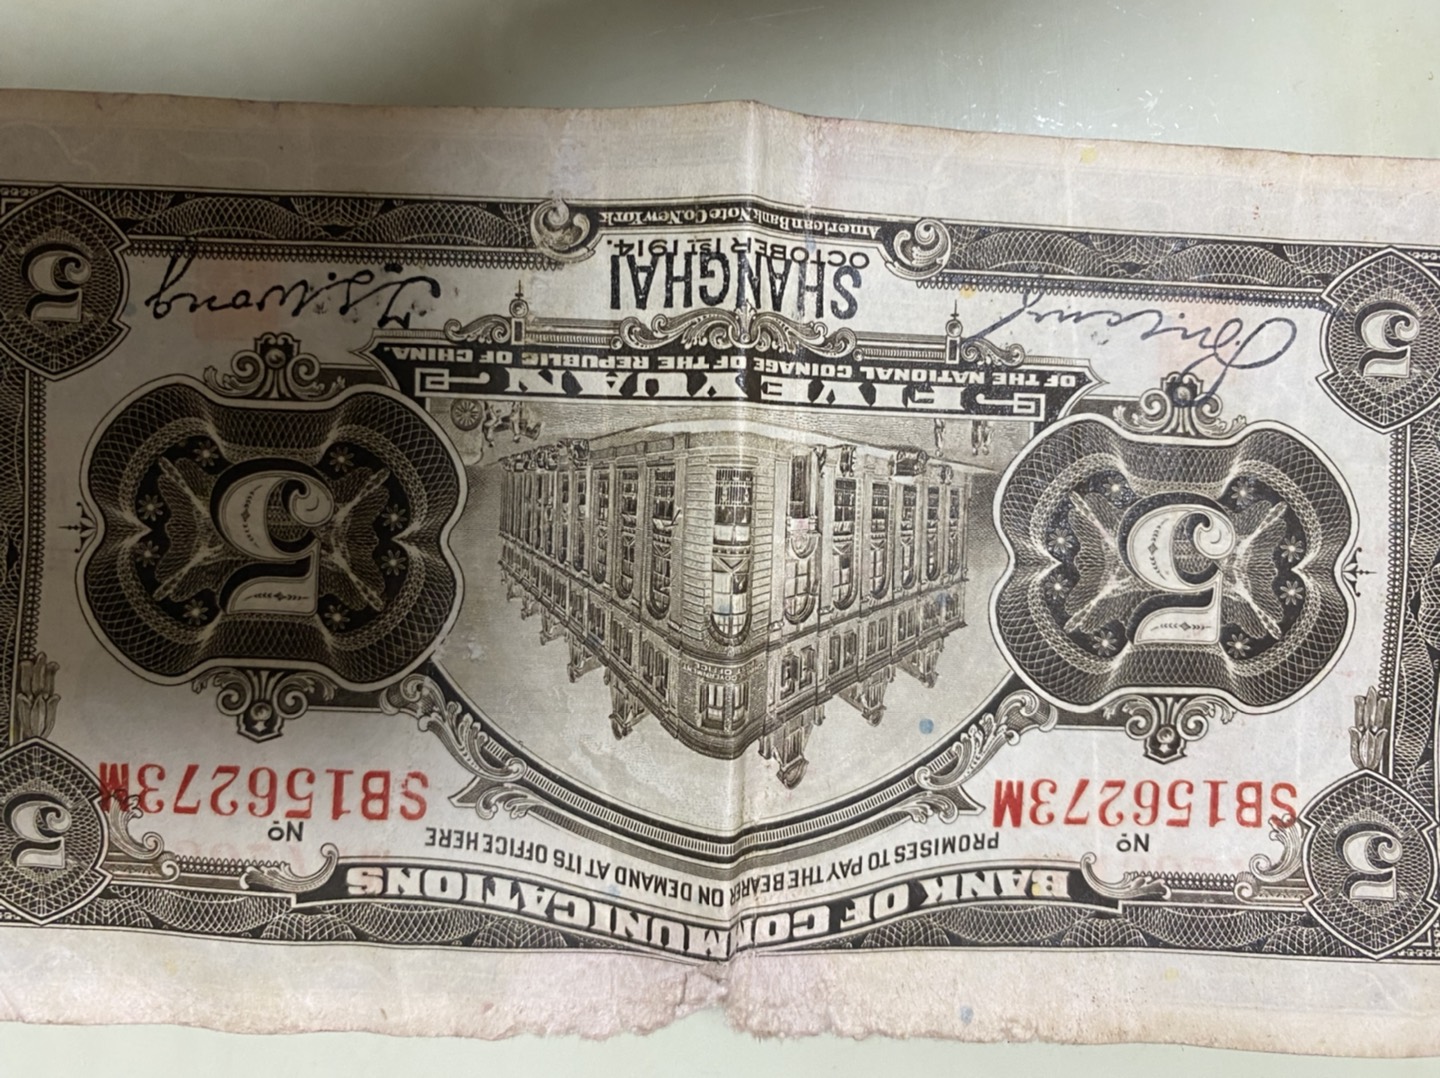 BANK OF COMMUNICATIONS
PROMISES TO PAY THE BEARER ON DEMAND AT ITS OFFICE HERE
Nº Nº
SB156273M SB156273M
5 5
5 5
FIVE YUAN
OF THE NATIONAL COINAGE OF THE REPUBLIC OF CHINA.
T. S. Wong
SHANGHAI
OCTOBER 1ST 1914.
5 5
American Bank Note Co. New York